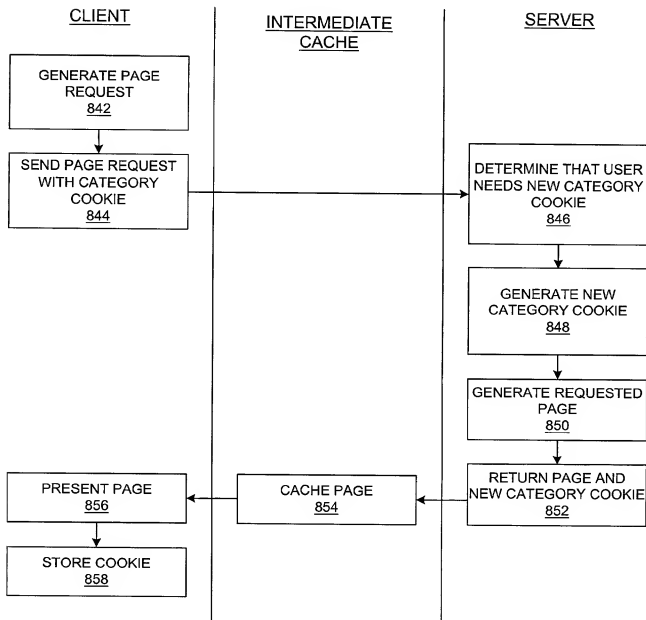 CLIENT
INTERMEDIATE
CACHE
SERVER
GENERATE PAGE
REQUEST
842
SEND PAGE REQUEST
WITH CATEGORY
COOKIE
844
DETERMINE THAT USER
NEEDS NEW CATEGORY
COOKIE
846
GENERATE NEW
CATEGORY COOKIE
848
GENERATE REQUESTED
PAGE
850
RETURN PAGE AND
NEW CATEGORY COOKIE
852
CACHE PAGE
854
PRESENT PAGE
856
STORE COOKIE
858